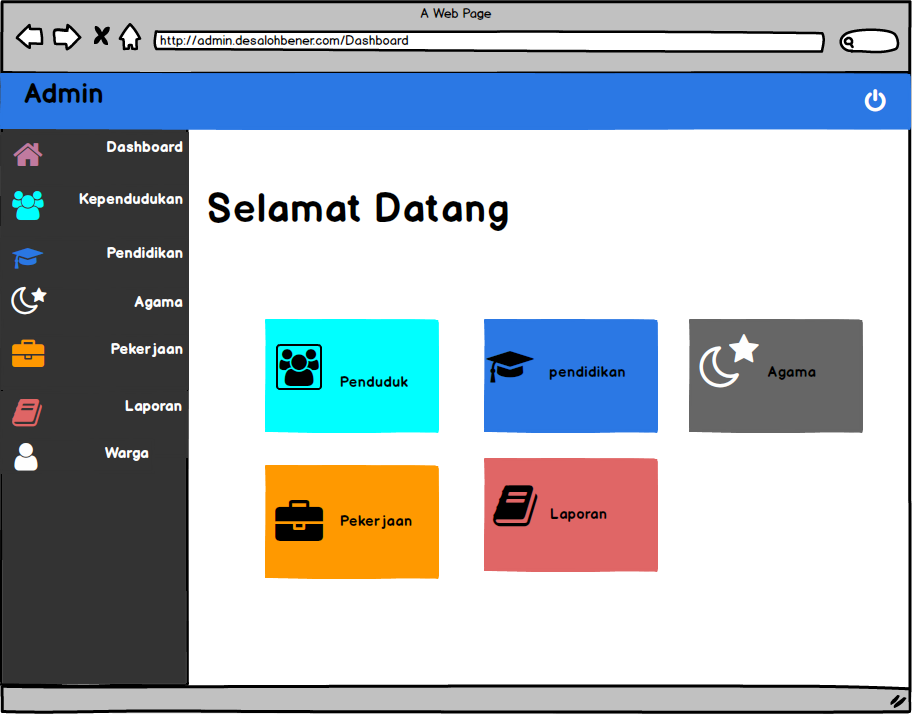 A Web Page
http://admin.desalohbener.com/Dashboard
Admin
Dashboard
Kependudukan
Pendidikan
Agama
Pekerjaan
Laporan
Warga
Selamat Datang
Penduduk
pendidikan
Agama
Pekerjaan
Laporan